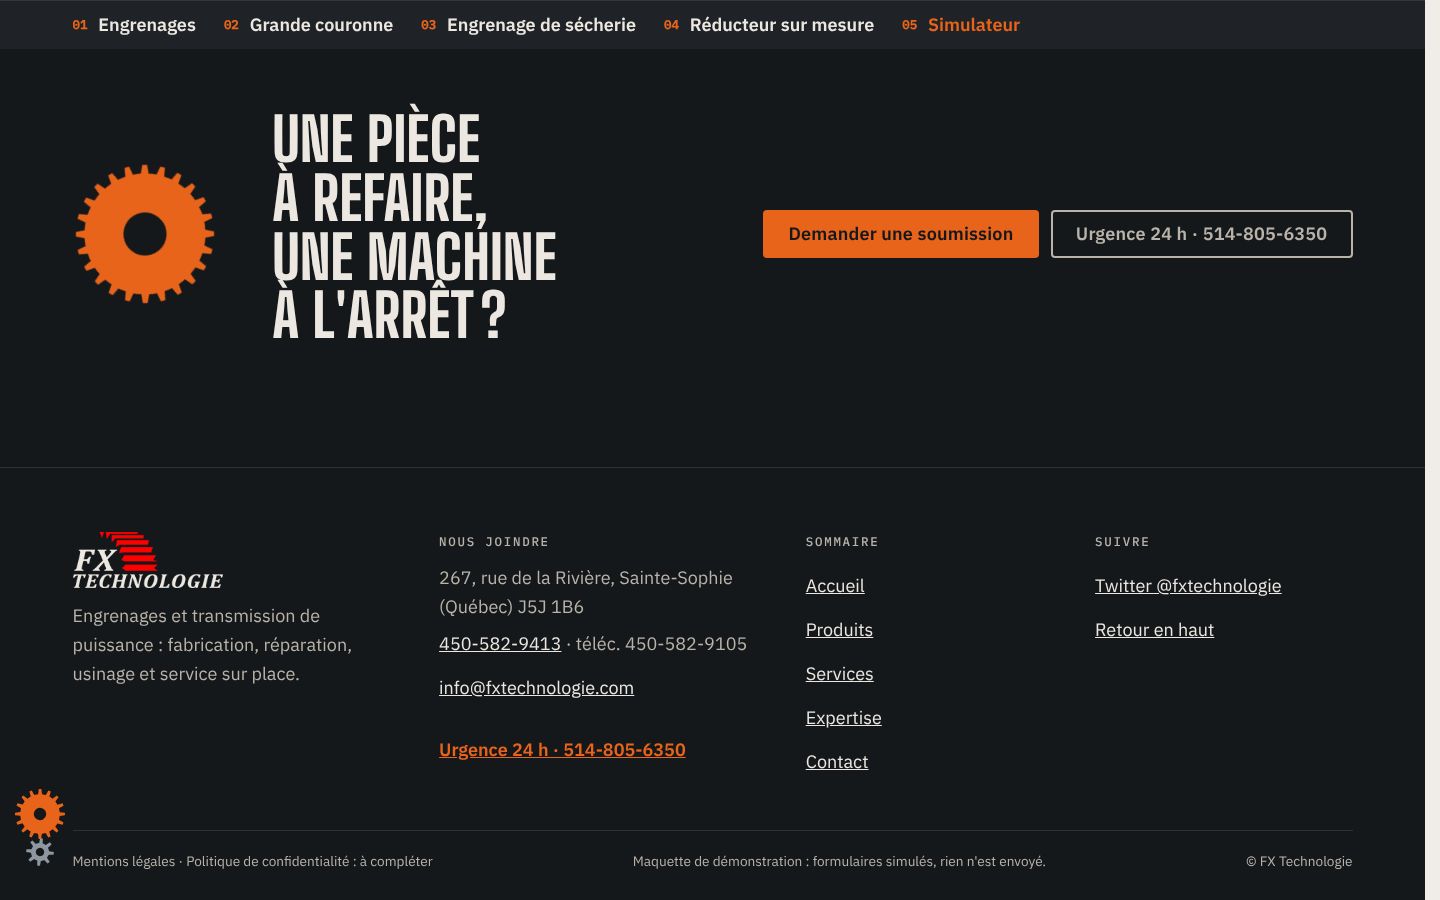 01 Engrenages 02 Grande couronne 03 Engrenage de sécherie 04 Réducteur sur mesure 05 Simulateur
UNE PIÈCE
À REFAIRE,
UNE MACHINE
À L'ARRÊT ?
Demander une soumission
Urgence 24 h · 514-805-6350
FX
TECHNOLOGIE
Engrenages et transmission de
puissance : fabrication, réparation,
usinage et service sur place.
NOUS JOINDRE
267, rue de la Rivière, Sainte-Sophie
(Québec) J5J 1B6
450-582-9413 · téléc. 450-582-9105
info@fxtechnologie.com
Urgence 24 h · 514-805-6350
SOMMAIRE
Accueil
Produits
Services
Expertise
Contact
SUIVRE
Twitter @fxtechnologie
Retour en haut
Mentions légales · Politique de confidentialité : à compléter
Maquette de démonstration : formulaires simulés, rien n'est envoyé.
© FX Technologie